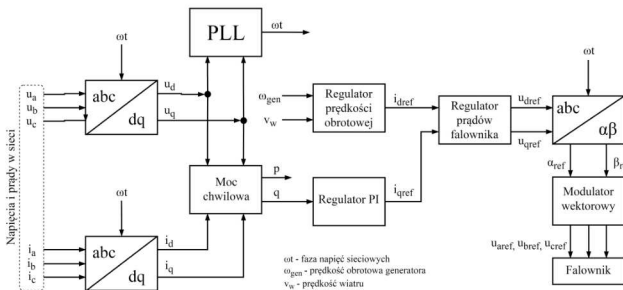 PLL
ωt
ωt
u_a
u_b
u_c
abc
dq
u_d
u_q
ω_gen
v_w
Regulator
prędkości
obrotowej
i_dref
Regulator
prądów
falownika
u_dref
u_qref
ωt
abc
αβ
Napięcia i prądy w sieci
Moc
chwilowa
p
q
Regulator PI
i_qref
α_ref
Modulator
wektorowy
ωt
i_a
i_b
i_c
abc
dq
i_d
i_q
u_aref, u_bref, u_cref
Falownik
ωt - faza napięć sieciowych
ω_gen - prędkość obrotowa generatora
v_w - prędkość wiatru